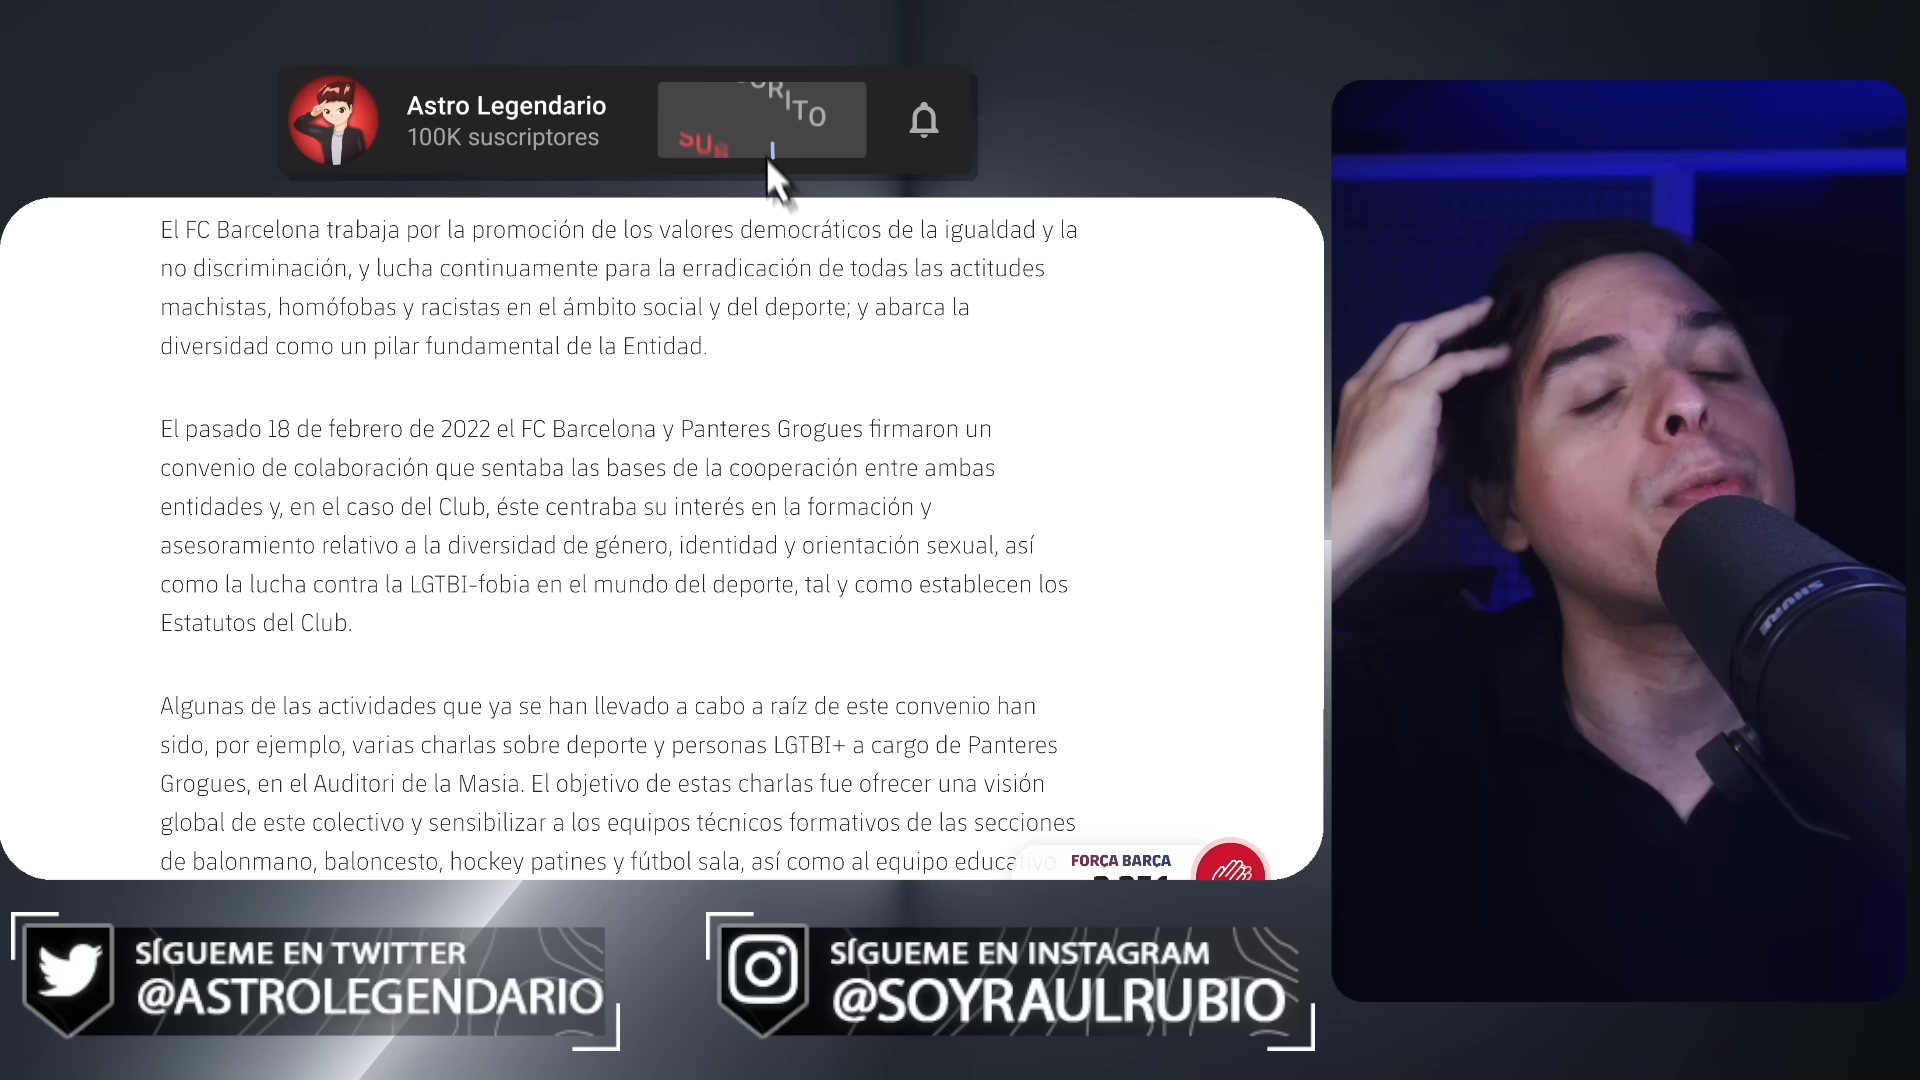 Astro Legendario
100K suscriptores
El FC Barcelona trabaja por la promoción de los valores democráticos de la igualdad y la
no discriminación, y lucha continuamente para la erradicación de todas las actitudes
machistas, homófobas y racistas en el ámbito social y del deporte; y abarca la
diversidad como un pilar fundamental de la Entidad.
El pasado 18 de febrero de 2022 el FC Barcelona y Panteres Grogues firmaron un
convenio de colaboración que sentaba las bases de la cooperación entre ambas
entidades y, en el caso del Club, éste centraba su interés en la formación y
asesoramiento relativo a la diversidad de género, identidad y orientación sexual, así
como la lucha contra la LGTBI-fobia en el mundo del deporte, tal y como establecen los
Estatutos del Club.
Algunas de las actividades que ya se han llevado a cabo a raíz de este convenio han
sido, por ejemplo, varias charlas sobre deporte y personas LGTBI+ a cargo de Panteres
Grogues, en el Auditori de la Masia. El objetivo de estas charlas fue ofrecer una visión
global de este colectivo y sensibilizar a los equipos técnicos formativos de las secciones
de balonmano, baloncesto, hockey patines y fútbol sala, así como al equipo educativo
FORÇA BARÇA
SHURE
SÍGUEME EN TWITTER
@ASTROLEGENDARIO
SÍGUEME EN INSTAGRAM
@SOYRAULRUBIO